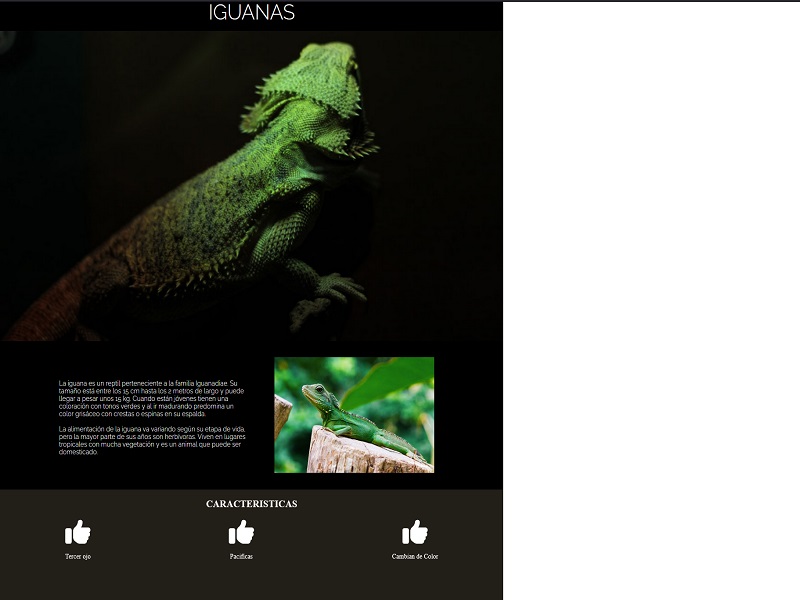 IGUANAS
La iguana es un reptil perteneciente a la familia Iguanadiae. Su
tamaño está entre los 15 cm hasta los 2 metros de largo y puede
llegar a pesar unos 15 kg. Cuando están jóvenes tienen una
coloración con tonos verdes y al ir madurando predomina un
color grisáceo con crestas o espinas en su espalda.
La alimentación de la iguana va variando según su etapa de vida,
pero la mayor parte de sus años son herbívoras. Viven en lugares
tropicales con mucha vegetación y es un animal que puede ser
domesticado.
CARACTERISTICAS
Tercer ojo
Pacificas
Cambian de Color